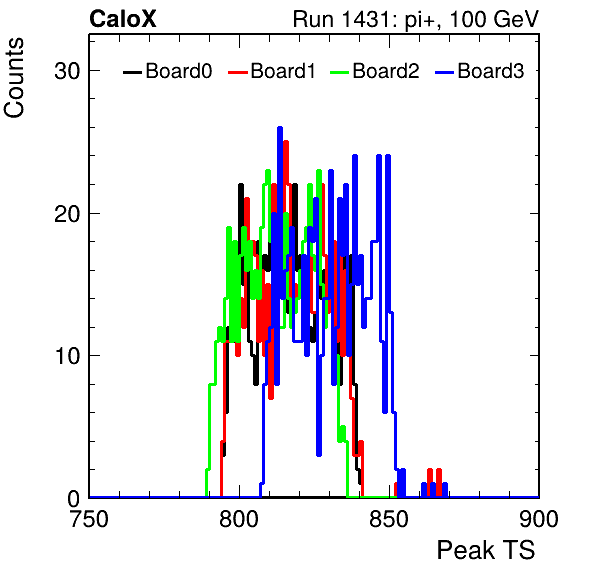 CaloX Run 1431: pi+, 100 GeV
Counts
30
Board0 Board1 Board2 Board3
20
10
0
750 800 850 900
Peak TS